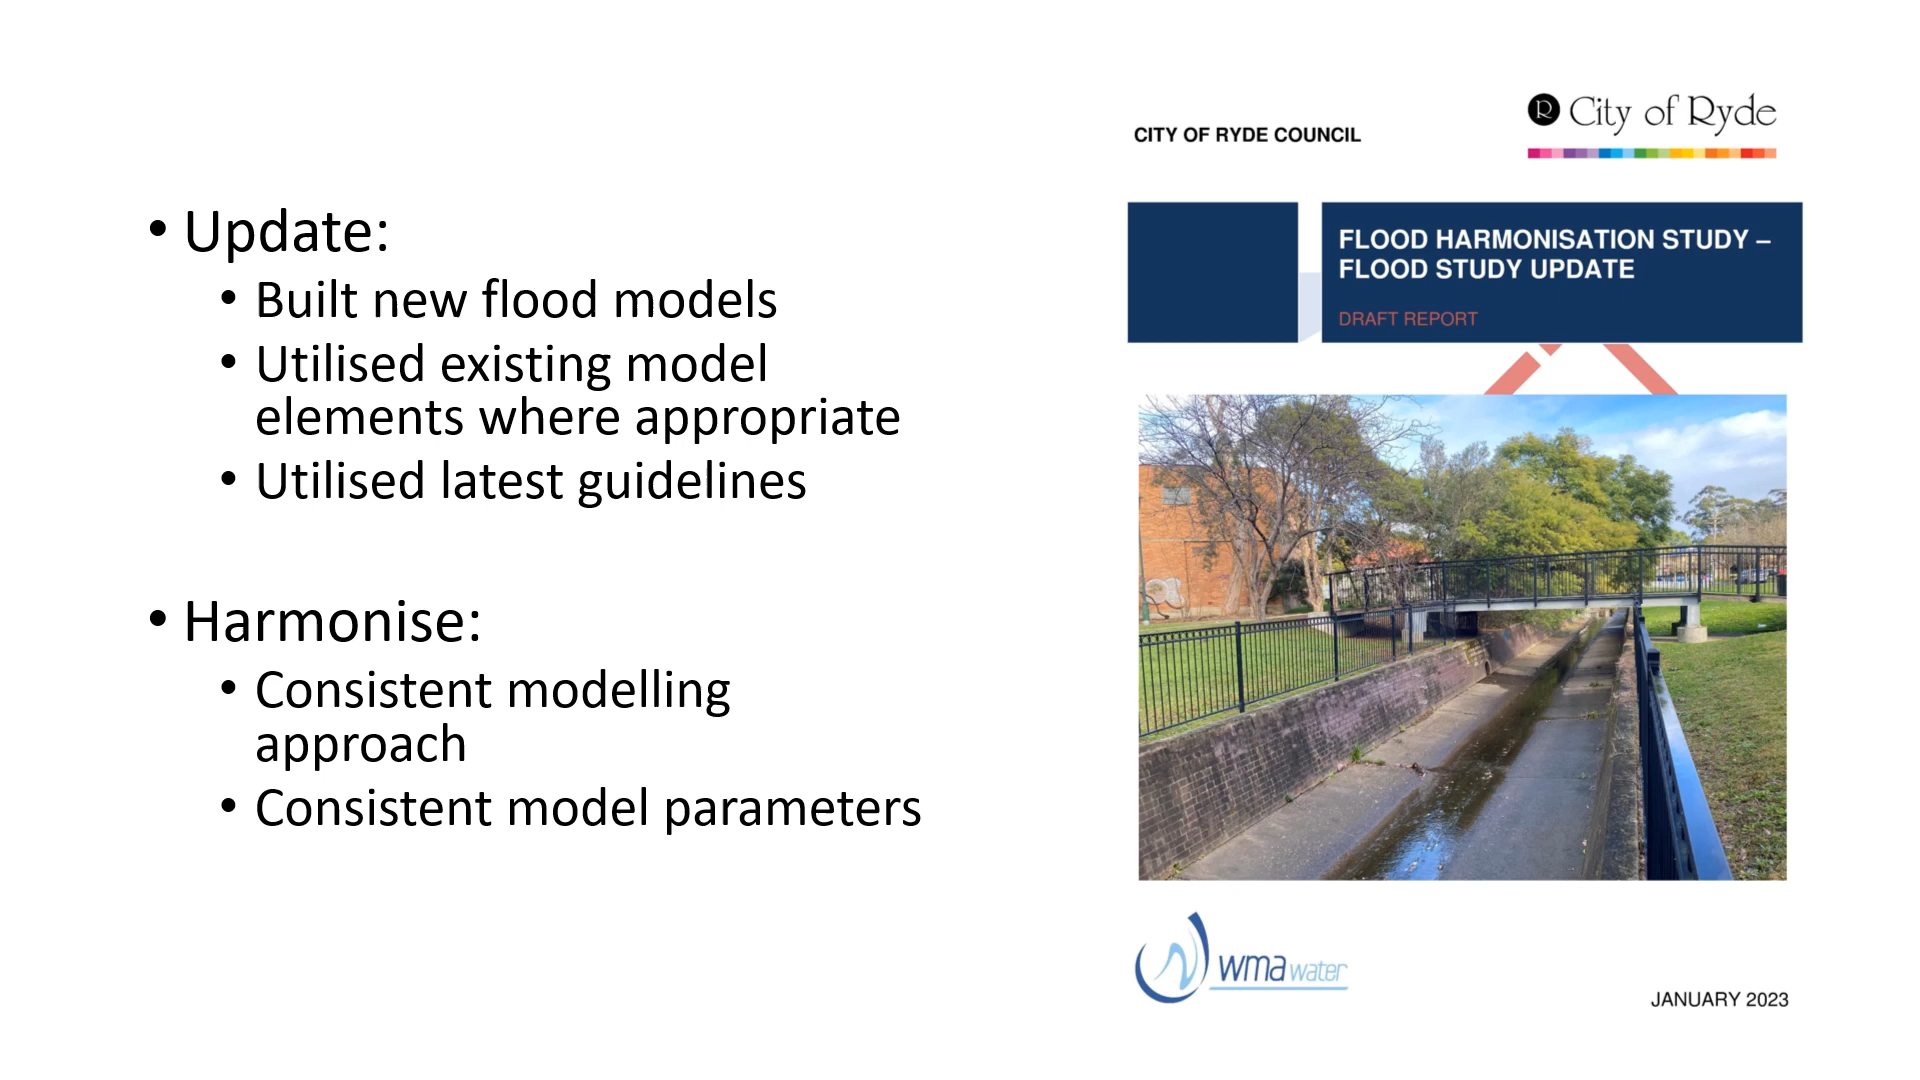 • Update:
• Built new flood models
• Utilised existing model
elements where appropriate
• Utilised latest guidelines
• Harmonise:
• Consistent modelling
approach
• Consistent model parameters
CITY OF RYDE COUNCIL
R City of Ryde
FLOOD HARMONISATION STUDY –
FLOOD STUDY UPDATE
DRAFT REPORT
wma water
JANUARY 2023